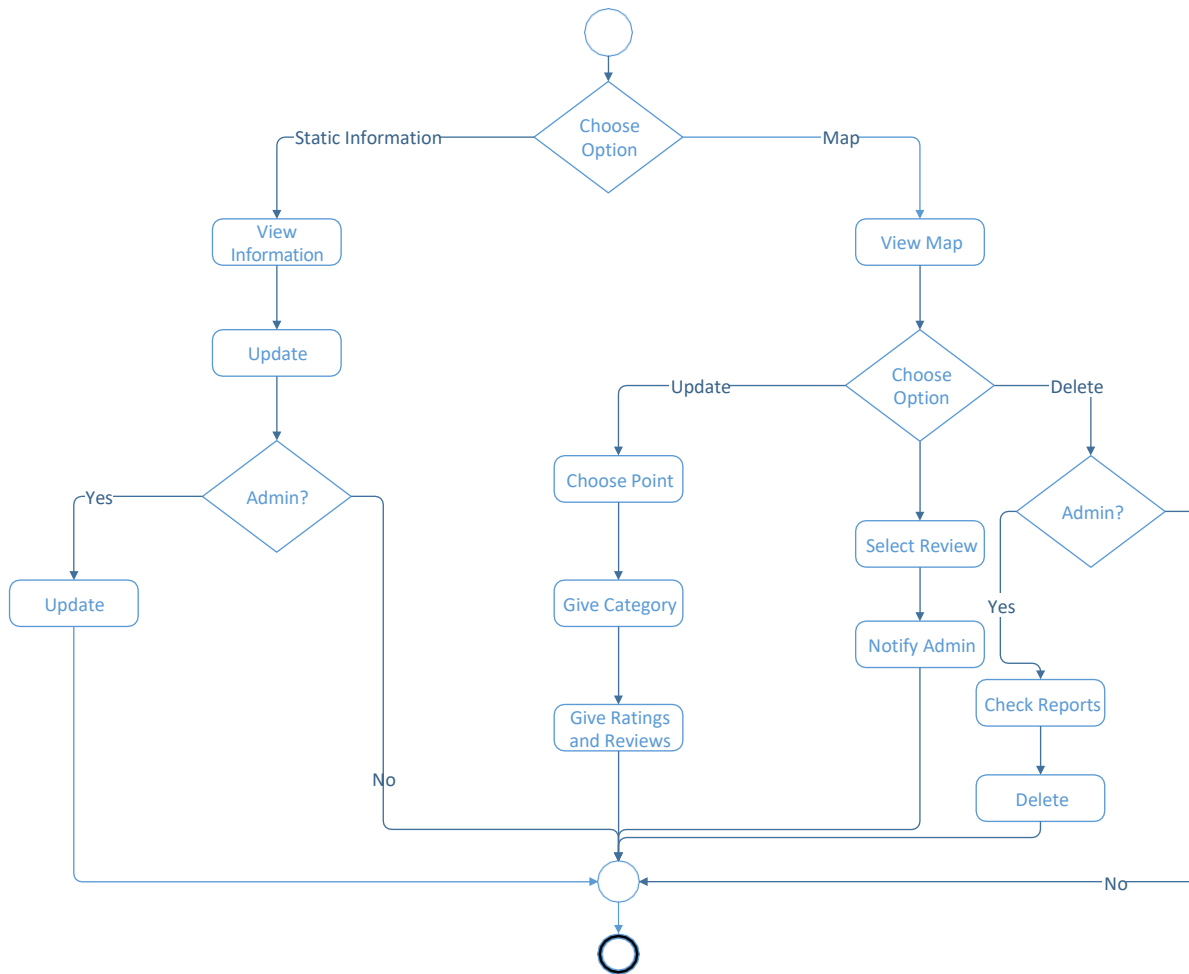 Choose
Option
Static Information
Map
View
Information
View Map
Update
Choose
Option
Update
Delete
Choose Point
Yes
Admin?
Admin?
Select Review
Update
Give Category
Yes
Notify Admin
Check Reports
Give Ratings
and Reviews
No
Delete
No